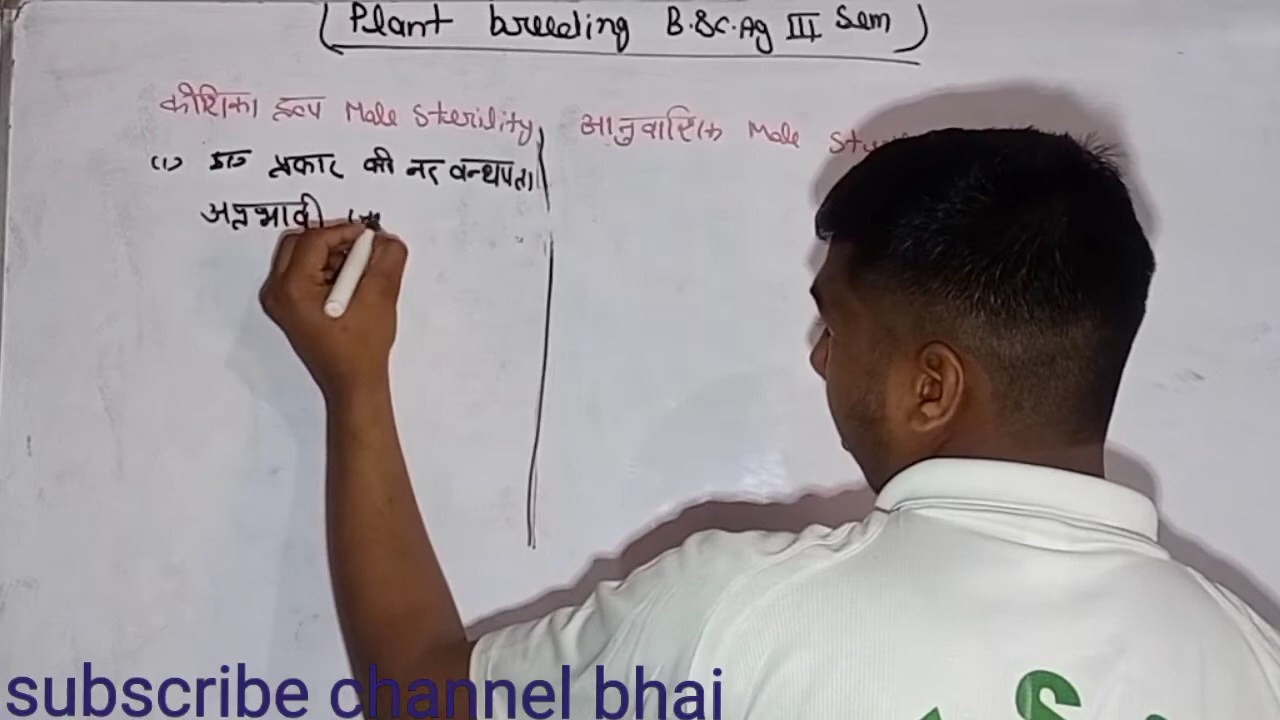 ( Plant breeding B.Sc.Ag III Sem )
कोशिका द्रव्य Male Sterility
आनुवांशिक Male
(1) इस प्रकार की नर वन्ध्यता
अप्रभावी
subscribe channel bhai
S